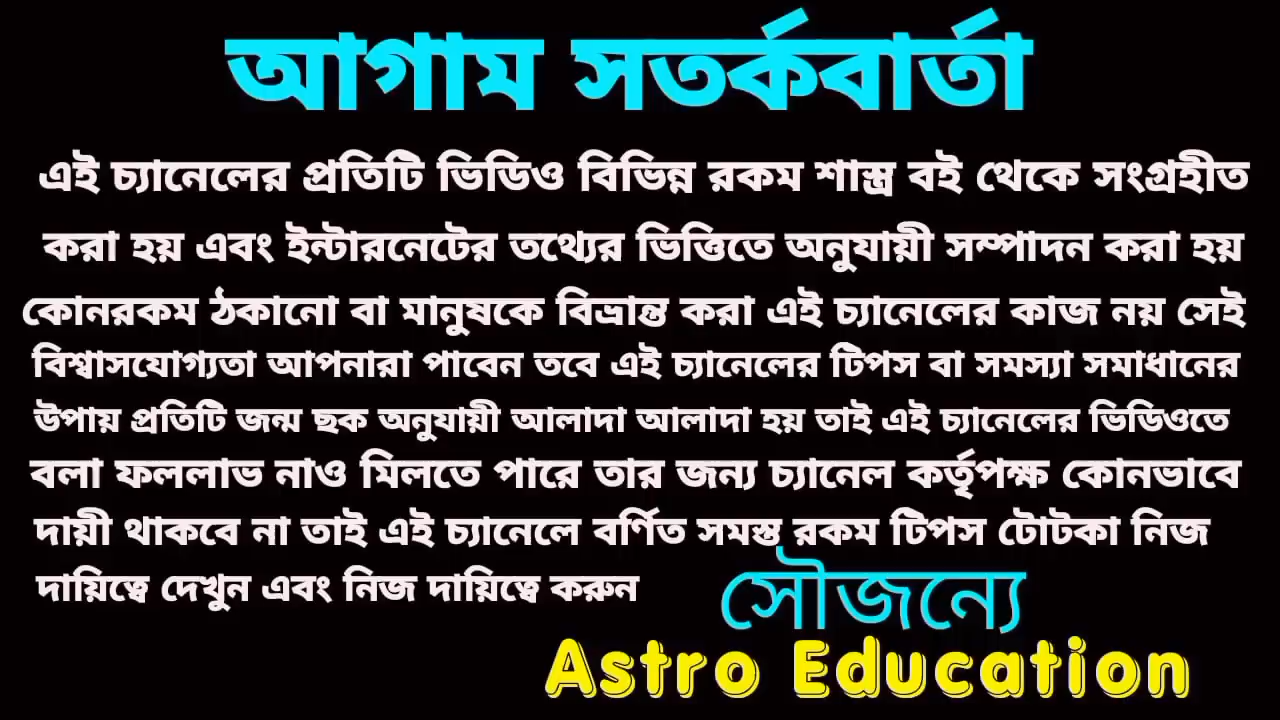 আগাম সতর্কবার্তা
এই চ্যানেলের প্রতিটি ভিডিও বিভিন্ন রকম শাস্ত্র বই থেকে সংগ্রহীত
করা হয় এবং ইন্টারনেটের তথ্যের ভিত্তিতে অনুযায়ী সম্পাদন করা হয়
কোনরকম ঠকানো বা মানুষকে বিভ্রান্ত করা এই চ্যানেলের কাজ নয় সেই
বিশ্বাসযোগ্যতা আপনারা পাবেন তবে এই চ্যানেলের টিপস বা সমস্যা সমাধানের
উপায় প্রতিটি জন্ম ছক অনুযায়ী আলাদা আলাদা হয় তাই এই চ্যানেলের ভিডিওতে
বলা ফললাভ নাও মিলতে পারে তার জন্য চ্যানেল কর্তৃপক্ষ কোনভাবে
দায়ী থাকবে না তাই এই চ্যানেলে বর্ণিত সমস্ত রকম টিপস টোটকা নিজ
দায়িত্বে দেখুন এবং নিজ দায়িত্বে করুন
সৌজন্যে
Astro Education